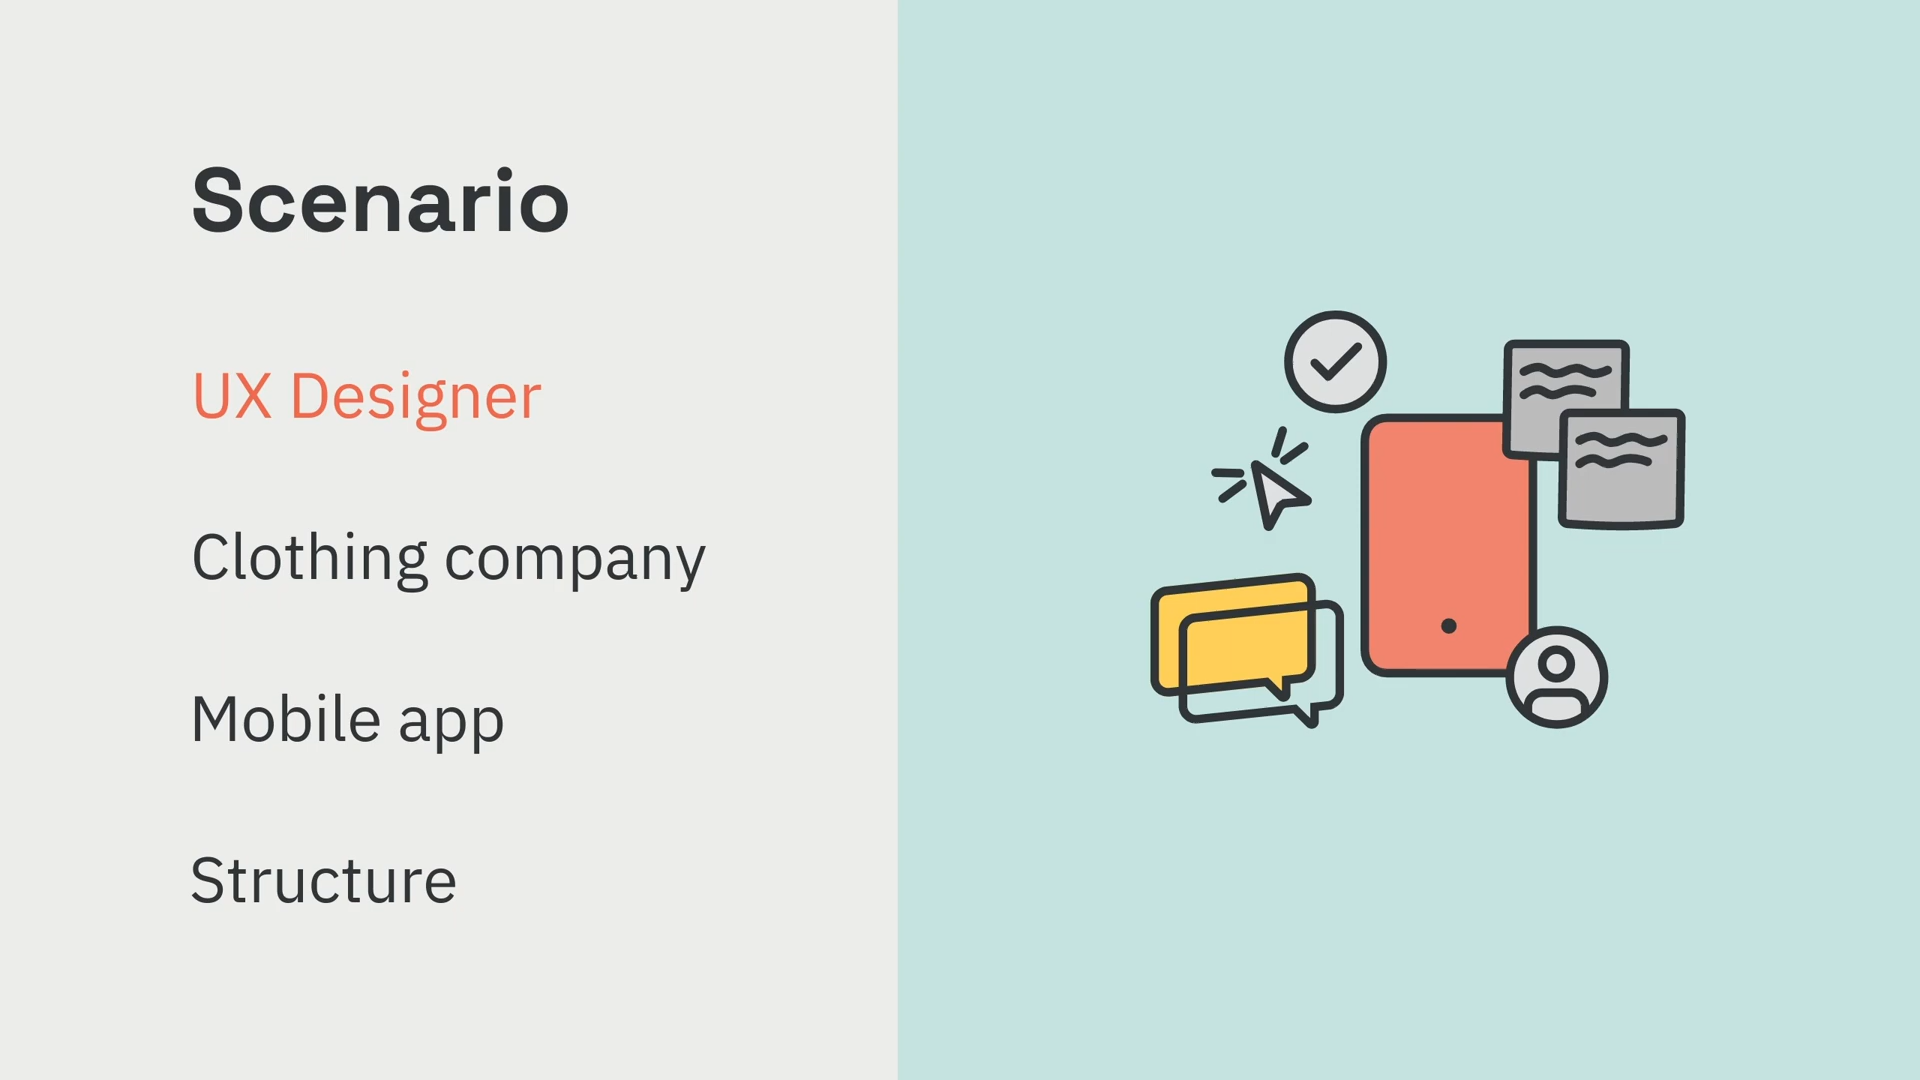 Scenario
UX Designer
Clothing company
Mobile app
Structure